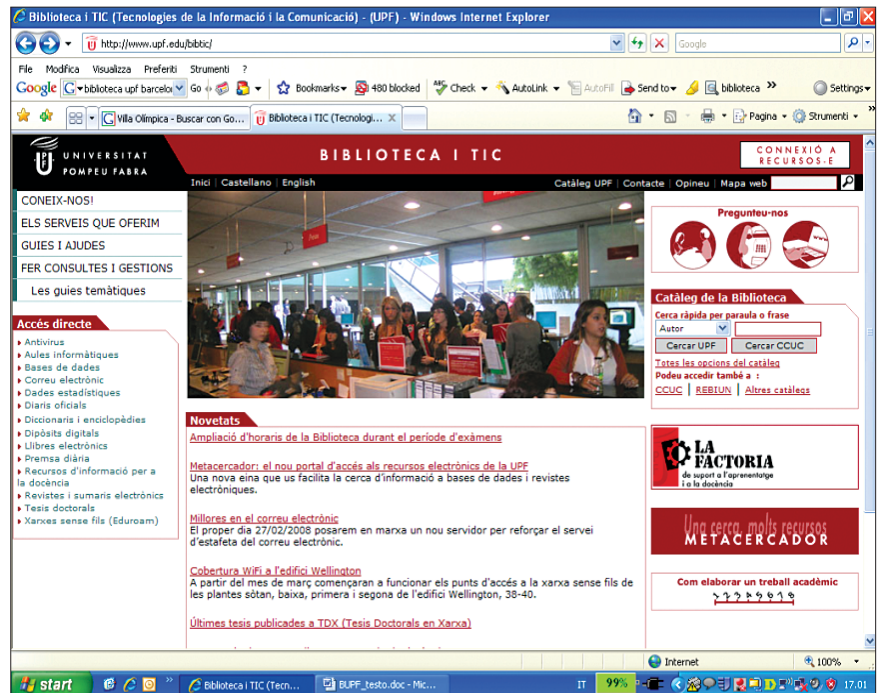 Biblioteca i TIC (Tecnologies de la Informació i la Comunicació) - (UPF) - Windows Internet Explorer
http://www.upf.edu/bibtic/
Google
File Modifica Visualizza Preferiti Strumenti ?
Google G biblioteca upf barcelo Go Bookmarks 480 blocked Check AutoLink AutoFill Send to biblioteca » Settings
Villa Olímpica - Buscar con Go... Biblioteca i TIC (Tecnologi... X Pagina Strumenti »
UNIVERSITAT
POMPEU FABRA
BIBLIOTECA I TIC
CONNEXIÓ A
RECURSOS-E
Inici | Castellano | English
Catàleg UPF | Contacte | Opineu | Mapa web
CONEIX-NOS!
ELS SERVEIS QUE OFERIM
GUIES I AJUDES
FER CONSULTES I GESTIONS
Les guies temàtiques
Accés directe
Antivirus
Aules informàtiques
Bases de dades
Correu electrònic
Dades estadístiques
Diaris oficials
Diccionaris i enciclopèdies
Dipòsits digitals
Llibres electrònics
Premsa diària
Recursos d'informació per a
la docència
Revistes i sumaris electrònics
Tesis doctorals
Xarxes sense fils (Eduroam)
Novetats
Ampliació d'horaris de la Biblioteca durant el període d'exàmens
Metacercador: el nou portal d'accés als recursos electrònics de la UPF
Una nova eina que us facilita la cerca d'informació a bases de dades i revistes
electròniques.
Millores en el correu electrònic
El proper dia 27/02/2008 posarem en marxa un nou servidor per reforçar el servei
d'estafeta del correu electrònic.
Cobertura WiFi a l'edifici Wellington
A partir del mes de març començaran a funcionar els punts d'accés a la xarxa sense fils de
les plantes sòtan, baixa, primera i segona de l'edifici Wellington, 38-40.
Últimes tesis publicades a TDX (Tesis Doctorals en Xarxa)
Pregunteu-nos
Catàleg de la Biblioteca
Cerca ràpida per paraula o frase
Autor
Cercar UPF Cercar CCUC
Totes les opcions del catàleg
Podeu accedir també a :
CCUC | REBIUN | Altres catàlegs
LA
FACTORIA
de suport a l'aprenentatge
i a la docència
Una cerca, molts recursos
METACERCADOR
Com elaborar un treball acadèmic
1 2 3 4 5 6 7 8
Internet 100%
start » Biblioteca i TIC (Tecn... BUPF_testo.doc - Mic... IT 99% 17.01